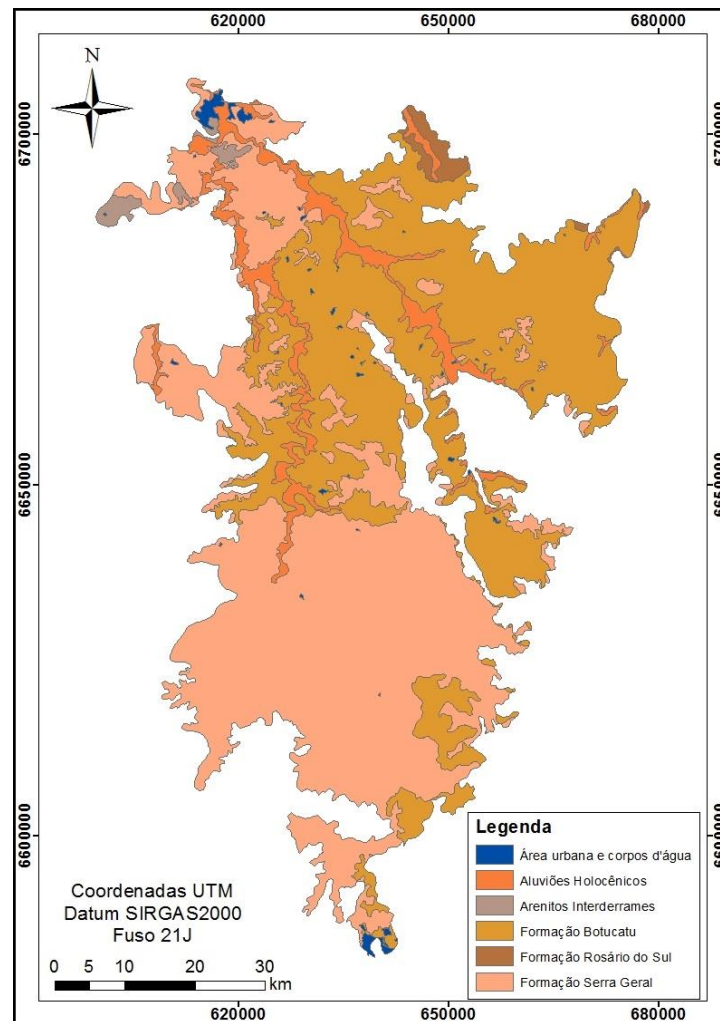 620000 650000 680000
N
6700000 6700000
6650000 6650000
6600000 6600000
Legenda
Área urbana e corpos d'água
Aluviões Holocênicos
Arenitos Interderrames
Formação Botucatu
Formação Rosário do Sul
Formação Serra Geral
Coordenadas UTM
Datum SIRGAS2000
Fuso 21J
0 5 10 20 30
km
620000 650000 680000